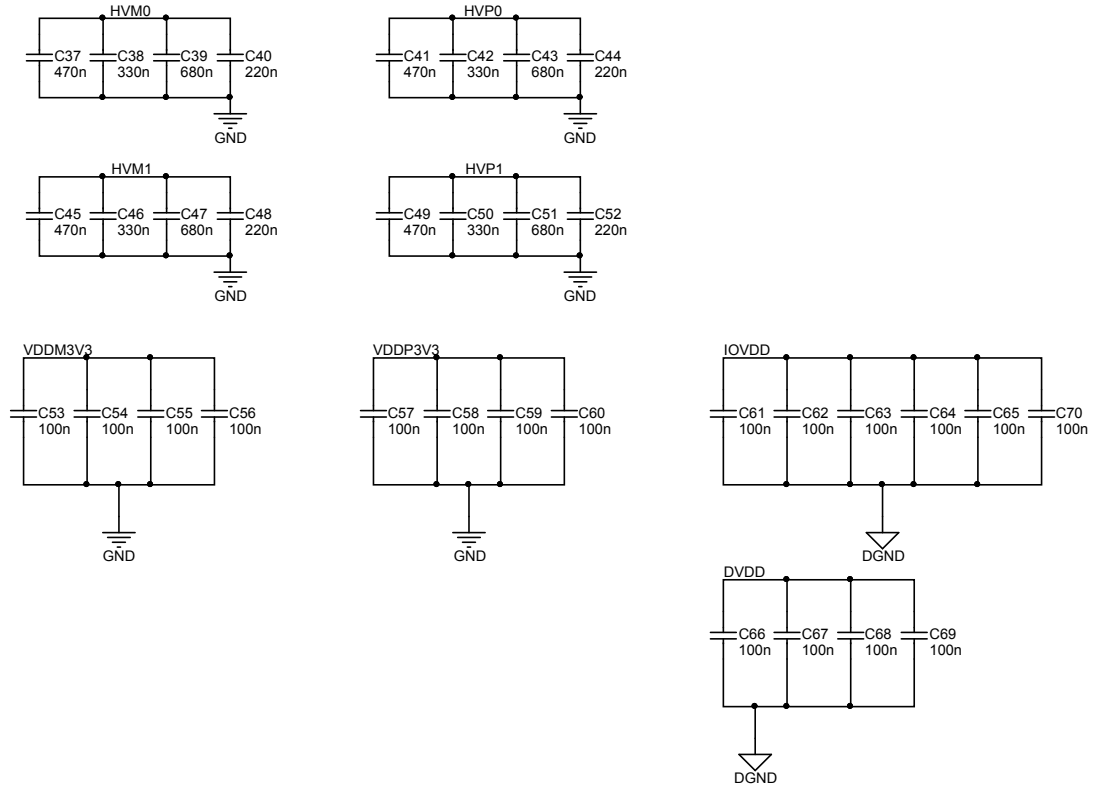 HVM0
HVP0
C37 C38 C39 C40
470n 330n 680n 220n
C41 C42 C43 C44
470n 330n 680n 220n
GND
GND
HVM1
HVP1
C45 C46 C47 C48
470n 330n 680n 220n
C49 C50 C51 C52
470n 330n 680n 220n
GND
GND
VDDM3V3
VDDP3V3
IOVDD
C53 C54 C55 C56
100n 100n 100n 100n
C57 C58 C59 C60
100n 100n 100n 100n
C61 C62 C63 C64 C65 C70
100n 100n 100n 100n 100n 100n
GND
GND
DGND
DVDD
C66 C67 C68 C69
100n 100n 100n 100n
DGND